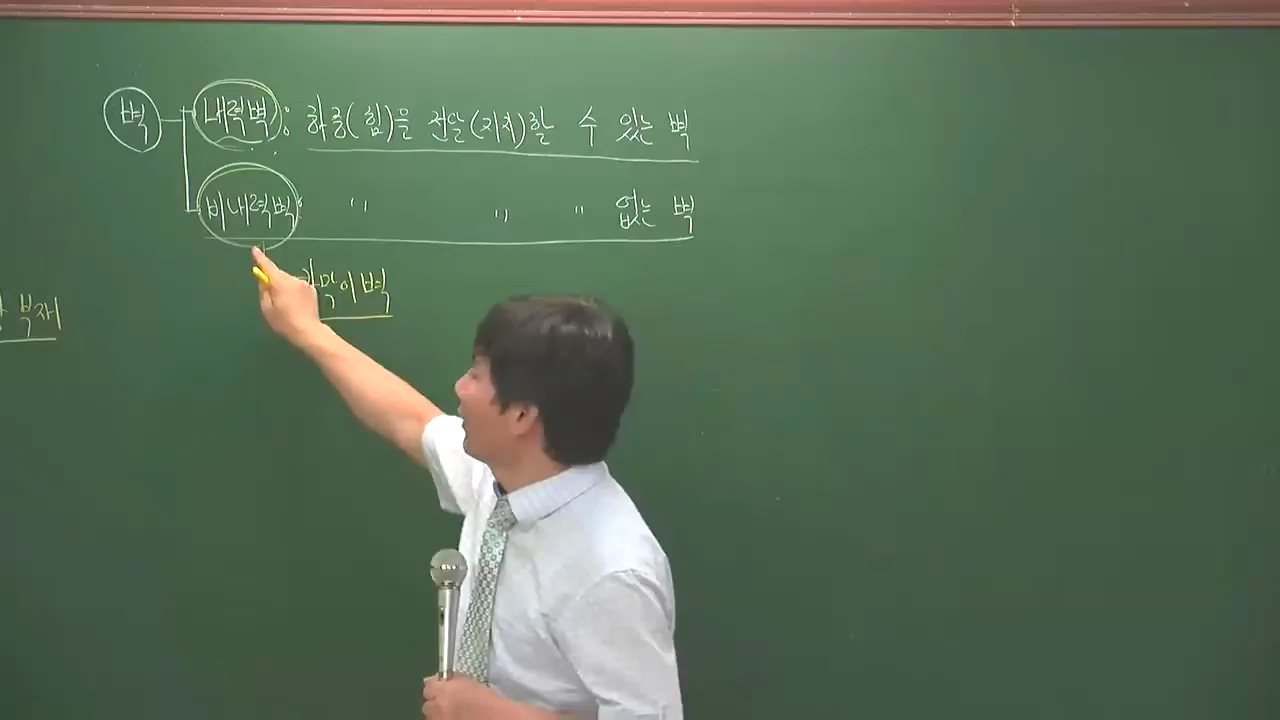 벽 내력벽 : 하중(힘)을 전달(지지)할 수 있는 벽
비내력벽 : " " " 없는 벽
막이벽
부재